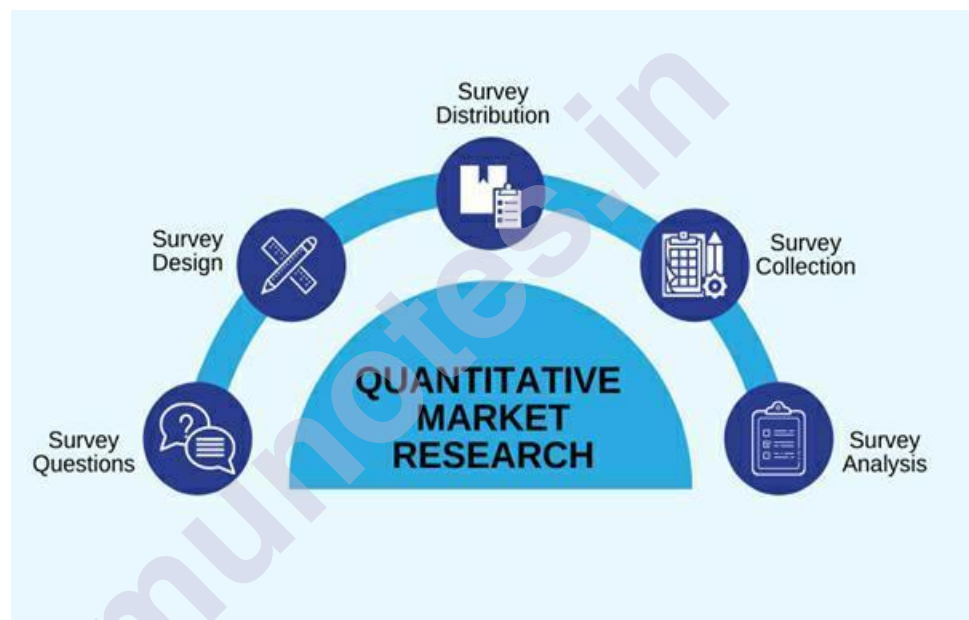 Survey
Distribution
Survey
Design
Survey
Collection
QUANTITATIVE
MARKET
RESEARCH
Survey
Questions
Survey
Analysis
?
munotes.in